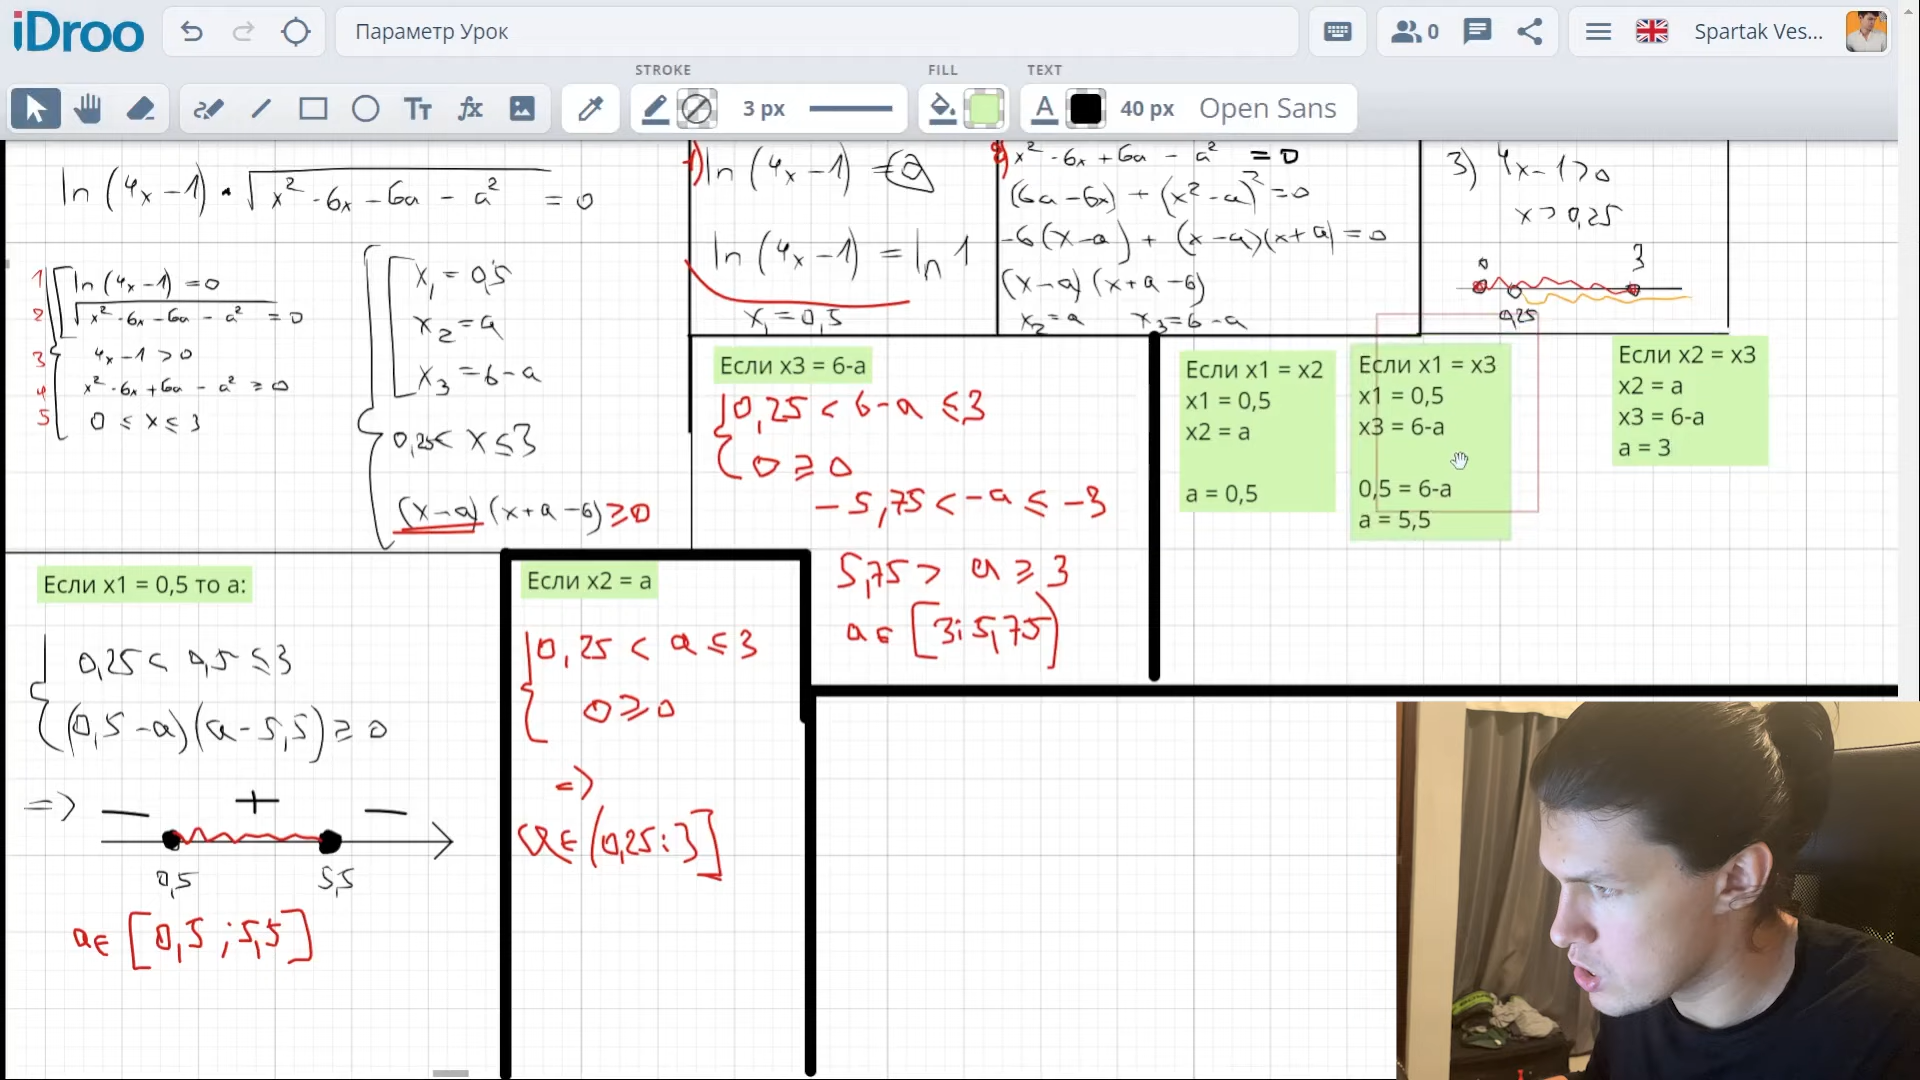 iDroo
Параметр Урок
0
Spartak Ves...
STROKE
FILL
TEXT
3 px
40 px
Open Sans
ln (4x-1) · √(x² -6x -6a - a²) = 0
1 ln (4x-1) = 0
2 √(x² -6x -6a - a²) = 0
3 4x-1 > 0
4 x² -6x +6a - a² ≥ 0
5 0 ≤ x ≤ 3
x₁ = 0,5
x₂ = a
x₃ = 6-a
0,25 < x ≤ 3
(x-a)(x+a-6) ≥ 0
1) ln (4x-1) = 0
ln (4x-1) = ln 1
x₁ = 0,5
2) x² -6x +6a - a² = 0
(6a-6x) + (x²-a)² = 0
-6(x-a) + (x-a)(x+a) = 0
(x-a)(x+a-6)
x₂ = a x₃ = 6-a
3) 4x-1 > 0
x > 0,25
0 3
0,25
Если x3 = 6-a
0,25 < 6-a ≤ 3
0 ≥ 0
-5,75 < -a ≤ -3
5,75 > a ≥ 3
a ∈ [3; 5,75)
Если x1 = x2
x1 = 0,5
x2 = a
a = 0,5
Если x1 = x3
x1 = 0,5
x3 = 6-a
0,5 = 6-a
a = 5,5
Если x2 = x3
x2 = a
x3 = 6-a
a = 3
Если x1 = 0,5 то a:
0,25 < 0,5 ≤ 3
(0,5-a)(a-5,5) ≥ 0
=> — + —
0,5 5,5
a ∈ [0,5 ; 5,5]
Если x2 = a
0,25 < a ≤ 3
0 ≥ 0
=>
a ∈ (0,25; 3]